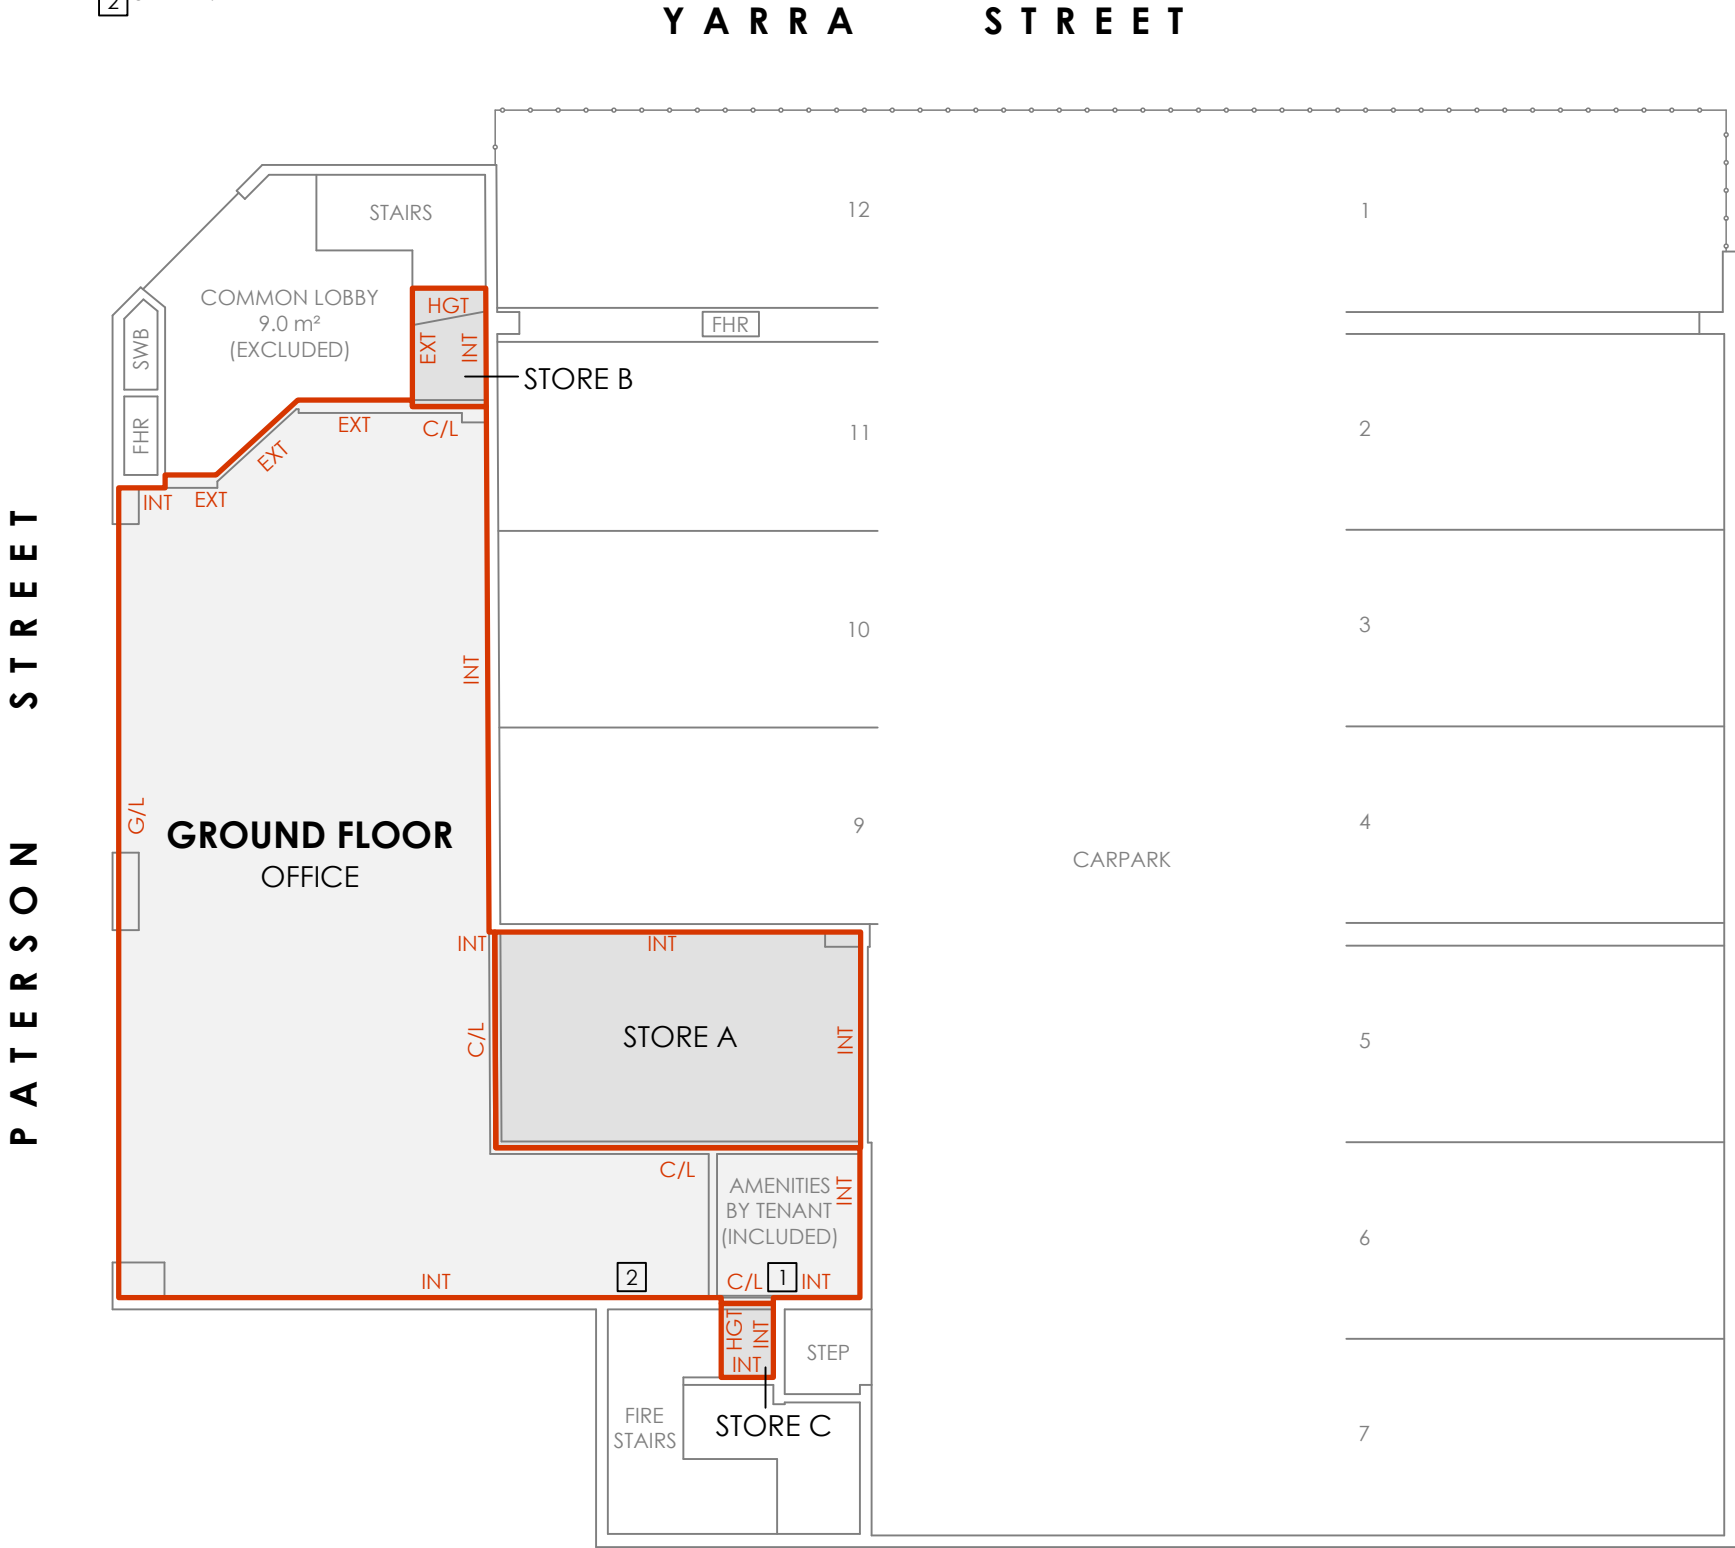 2
YARRA STREET
STAIRS
12
1
COMMON LOBBY
9.0 m²
(EXCLUDED)
HGT
EXT
INT
FHR
SWB
STORE B
FHR
EXT
C/L
EXT
INT
EXT
11
2
PATERSON STREET
INT
10
3
G/L
GROUND FLOOR
OFFICE
9
4
CARPARK
INT
INT
C/L
STORE A
INT
5
C/L
AMENITIES
BY TENANT
(INCLUDED)
INT
6
INT
2
C/L
1
INT
HGT
INT
INT
STEP
FIRE
STAIRS
STORE C
7